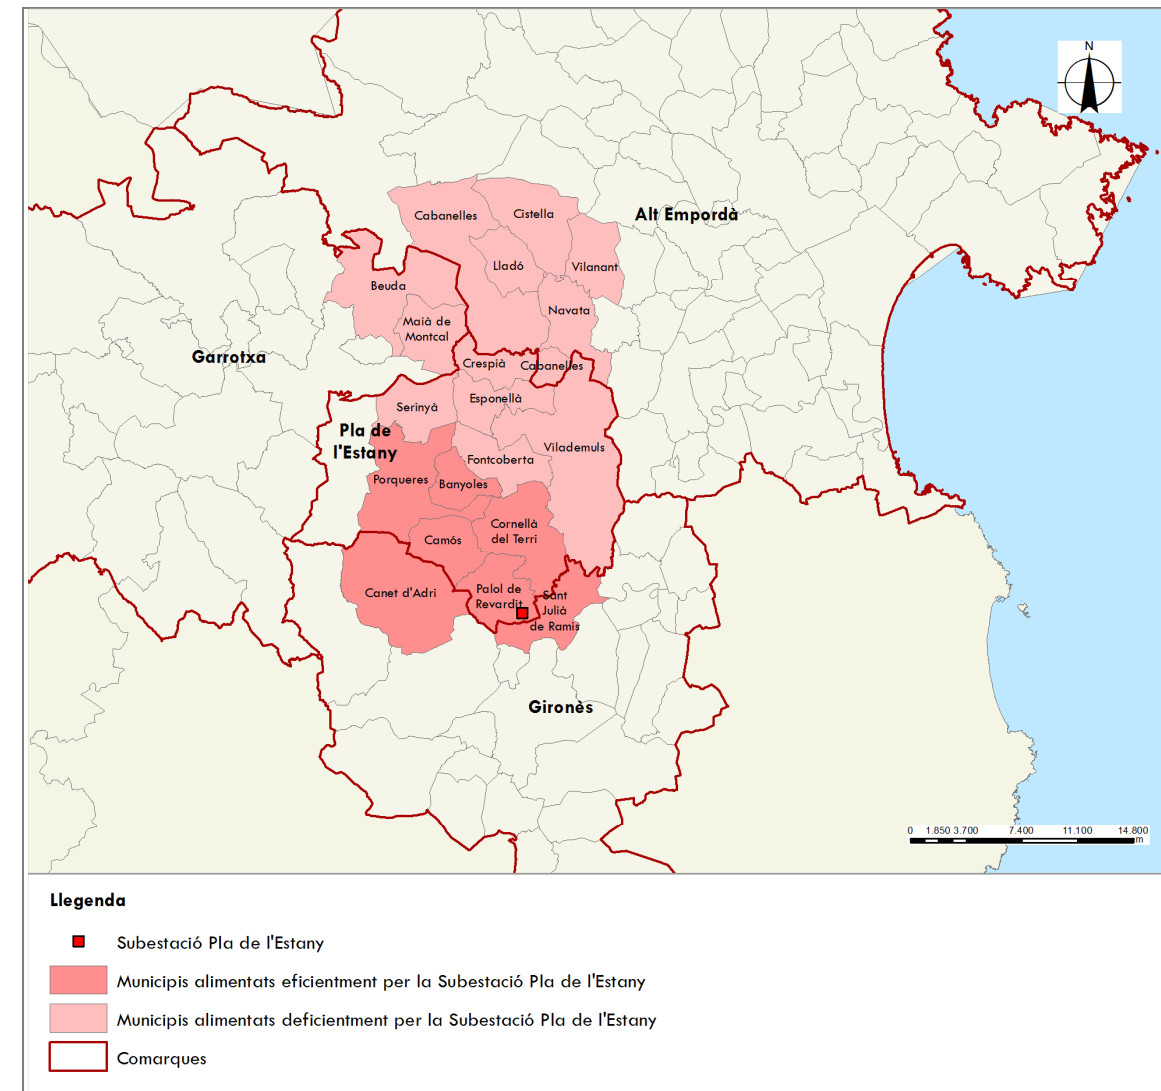 N
Cabanelles
Cistella
Alt Empordà
Lladó
Vilanant
Beuda
Navata
Maià de
Montcal
Garrotxa
Crespià
Cabanelles
Serinyà
Esponellà
Pla de
l'Estany
Vilademuls
Fontcoberta
Porqueres
Banyoles
Cornellà
del Terri
Camós
Canet d'Adri
Palol de
Revardit
Sant
Julià
de Ramis
Gironès
0 1.850 3.700 7.400 11.100 14.800
m
Llegenda
Subestació Pla de l'Estany
Municipis alimentats eficientment per la Subestació Pla de l'Estany
Municipis alimentats deficientment per la Subestació Pla de l'Estany
Comarques